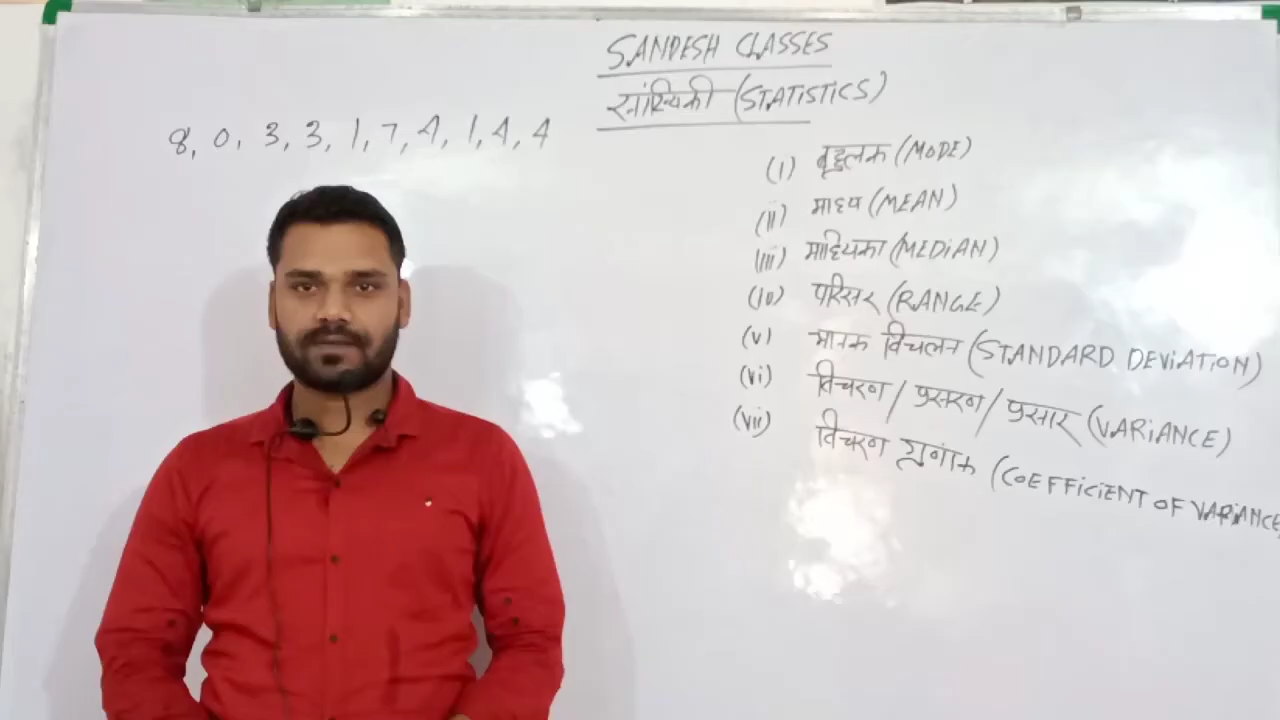 SANDESH CLASSES
सांख्यिकी (STATISTICS)
8, 0, 3, 3, 1, 7, 4, 1, 4, 4
(i) बहुलक (MODE)
(ii) माध्य (MEAN)
(iii) माध्यिका (MEDIAN)
(iv) परिसर (RANGE)
(v) मानक विचलन (STANDARD DEVIATION)
(vi) विचरण / प्रसरण / प्रसार (VARIANCE)
(vii) विचरण गुणांक (COEFFICIENT OF VARIANCE)